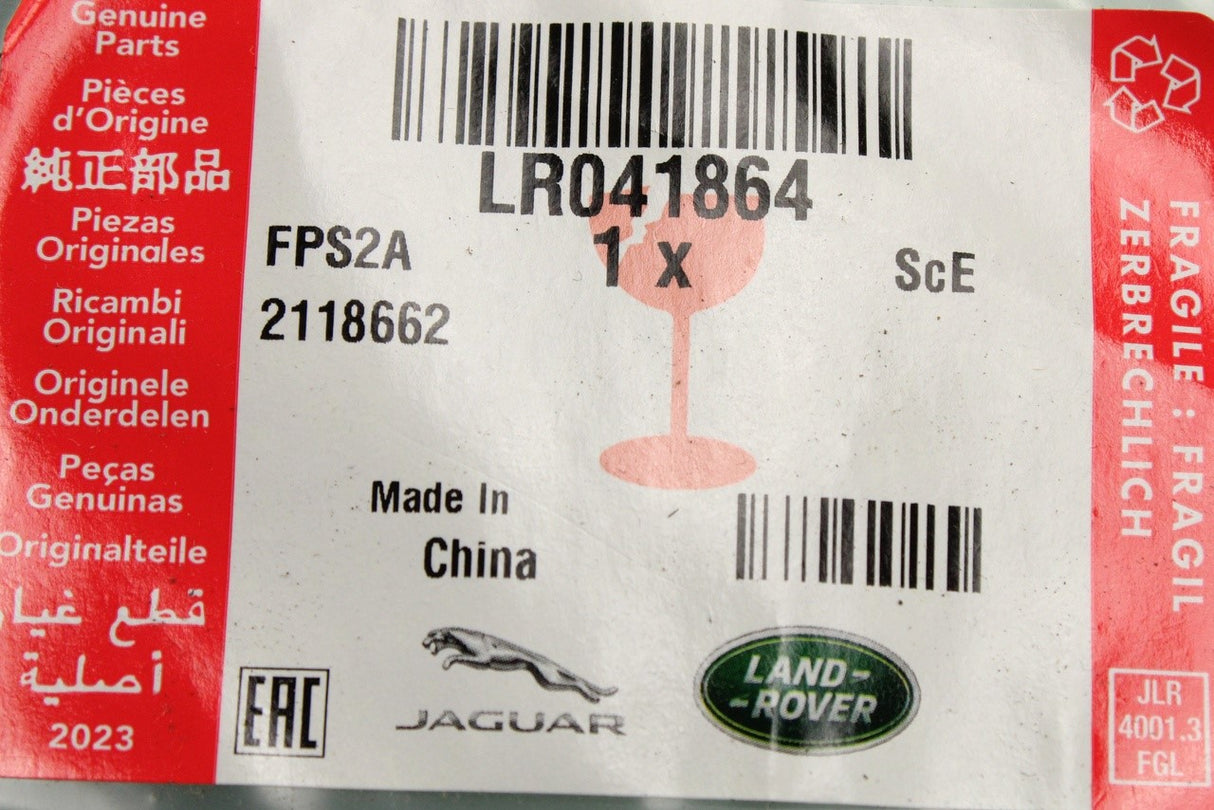 Genuine
Parts
Pièces
d'Origine
純正部品
Piezas
Originales
Ricambi
Originali
Originele
Onderdelen
Peças
Genuinas
Originalteile
قطع غيار
أصلية
2023
LR041864
1 x
FPS2A
ScE
2118662
Made In
China
EAC
JAGUAR
LAND-
-ROVER
FRAGILE : FRAGIL
ZERBRECHLICH
JLR
4001.3
FGL